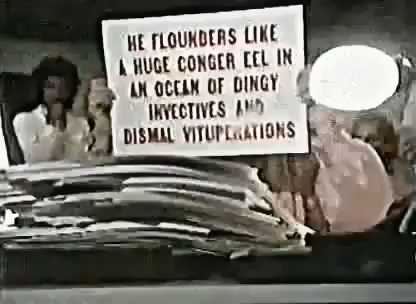 HE FLOUNDERS LIKE
A HUGE CONGER EEL IN
AN OCEAN OF DINGY
INVECTIVES AND
DISMAL VITUPERATIONS